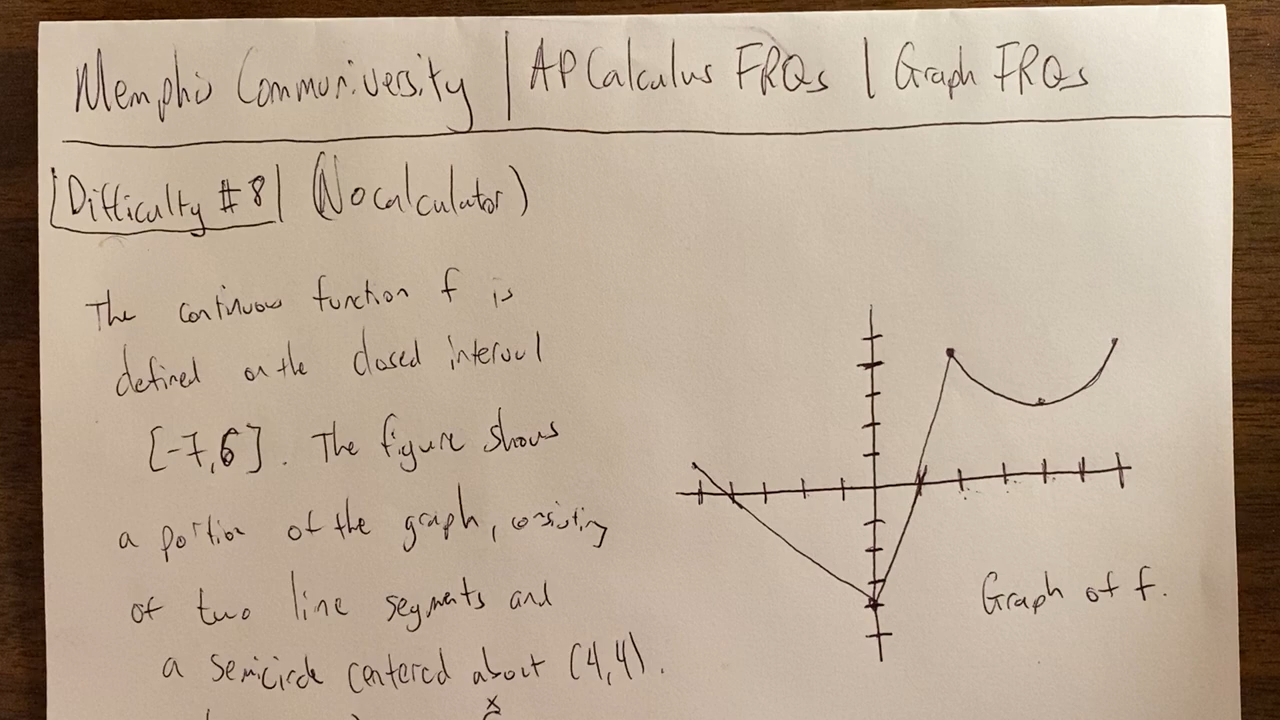 Memphis Communiversity | AP Calculus FRQs | Graph FRQs
Difficulty #8 (No calculator)
The continuous function f is
defined on the closed interval
[-7,6]. The figure shows
a portion of the graph, consisting
of two line segments and
a semicircle centered about (4,4).
Graph of f.
x